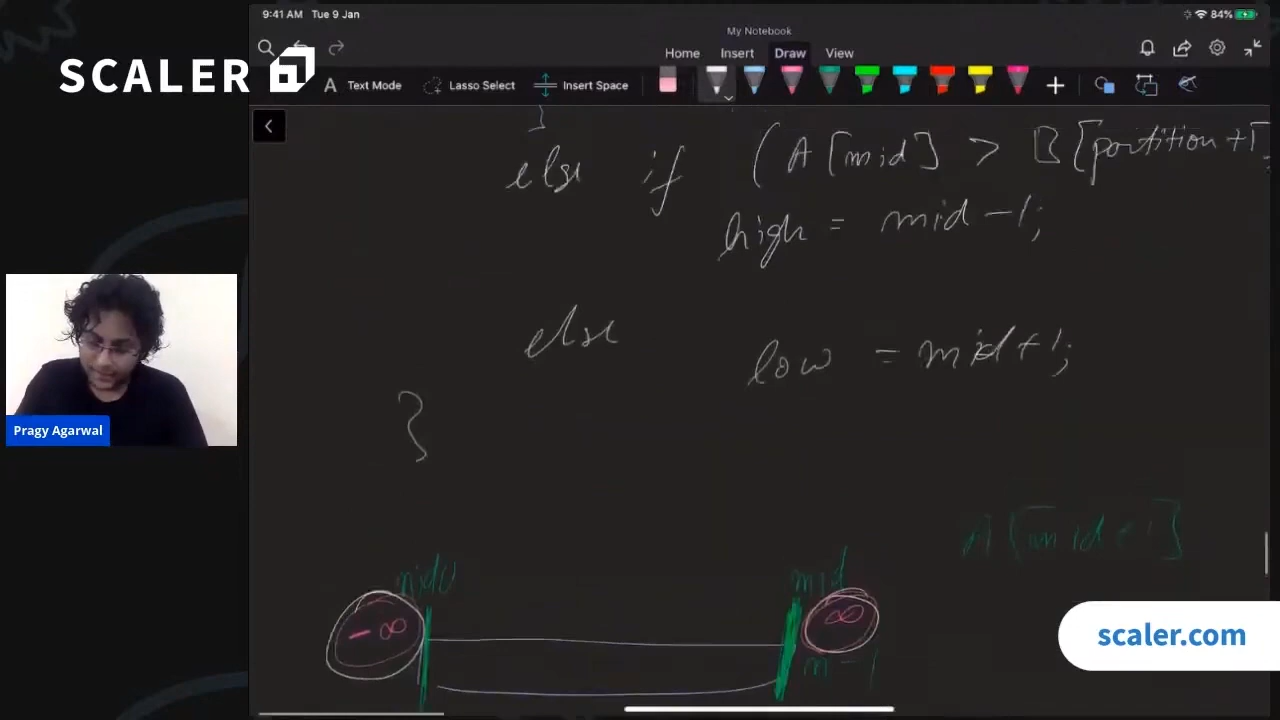 9:41 AM Tue 9 Jan
84%
My Notebook
SCALER
Home Insert Draw View
Text Mode Lasso Select Insert Space
}
else if (A[mid] > B[partition+1
high = mid-1;
else low = mid+1;
}
Pragy Agarwal
A[mid+1]
mid
-∞ ∞
m-1
scaler.com